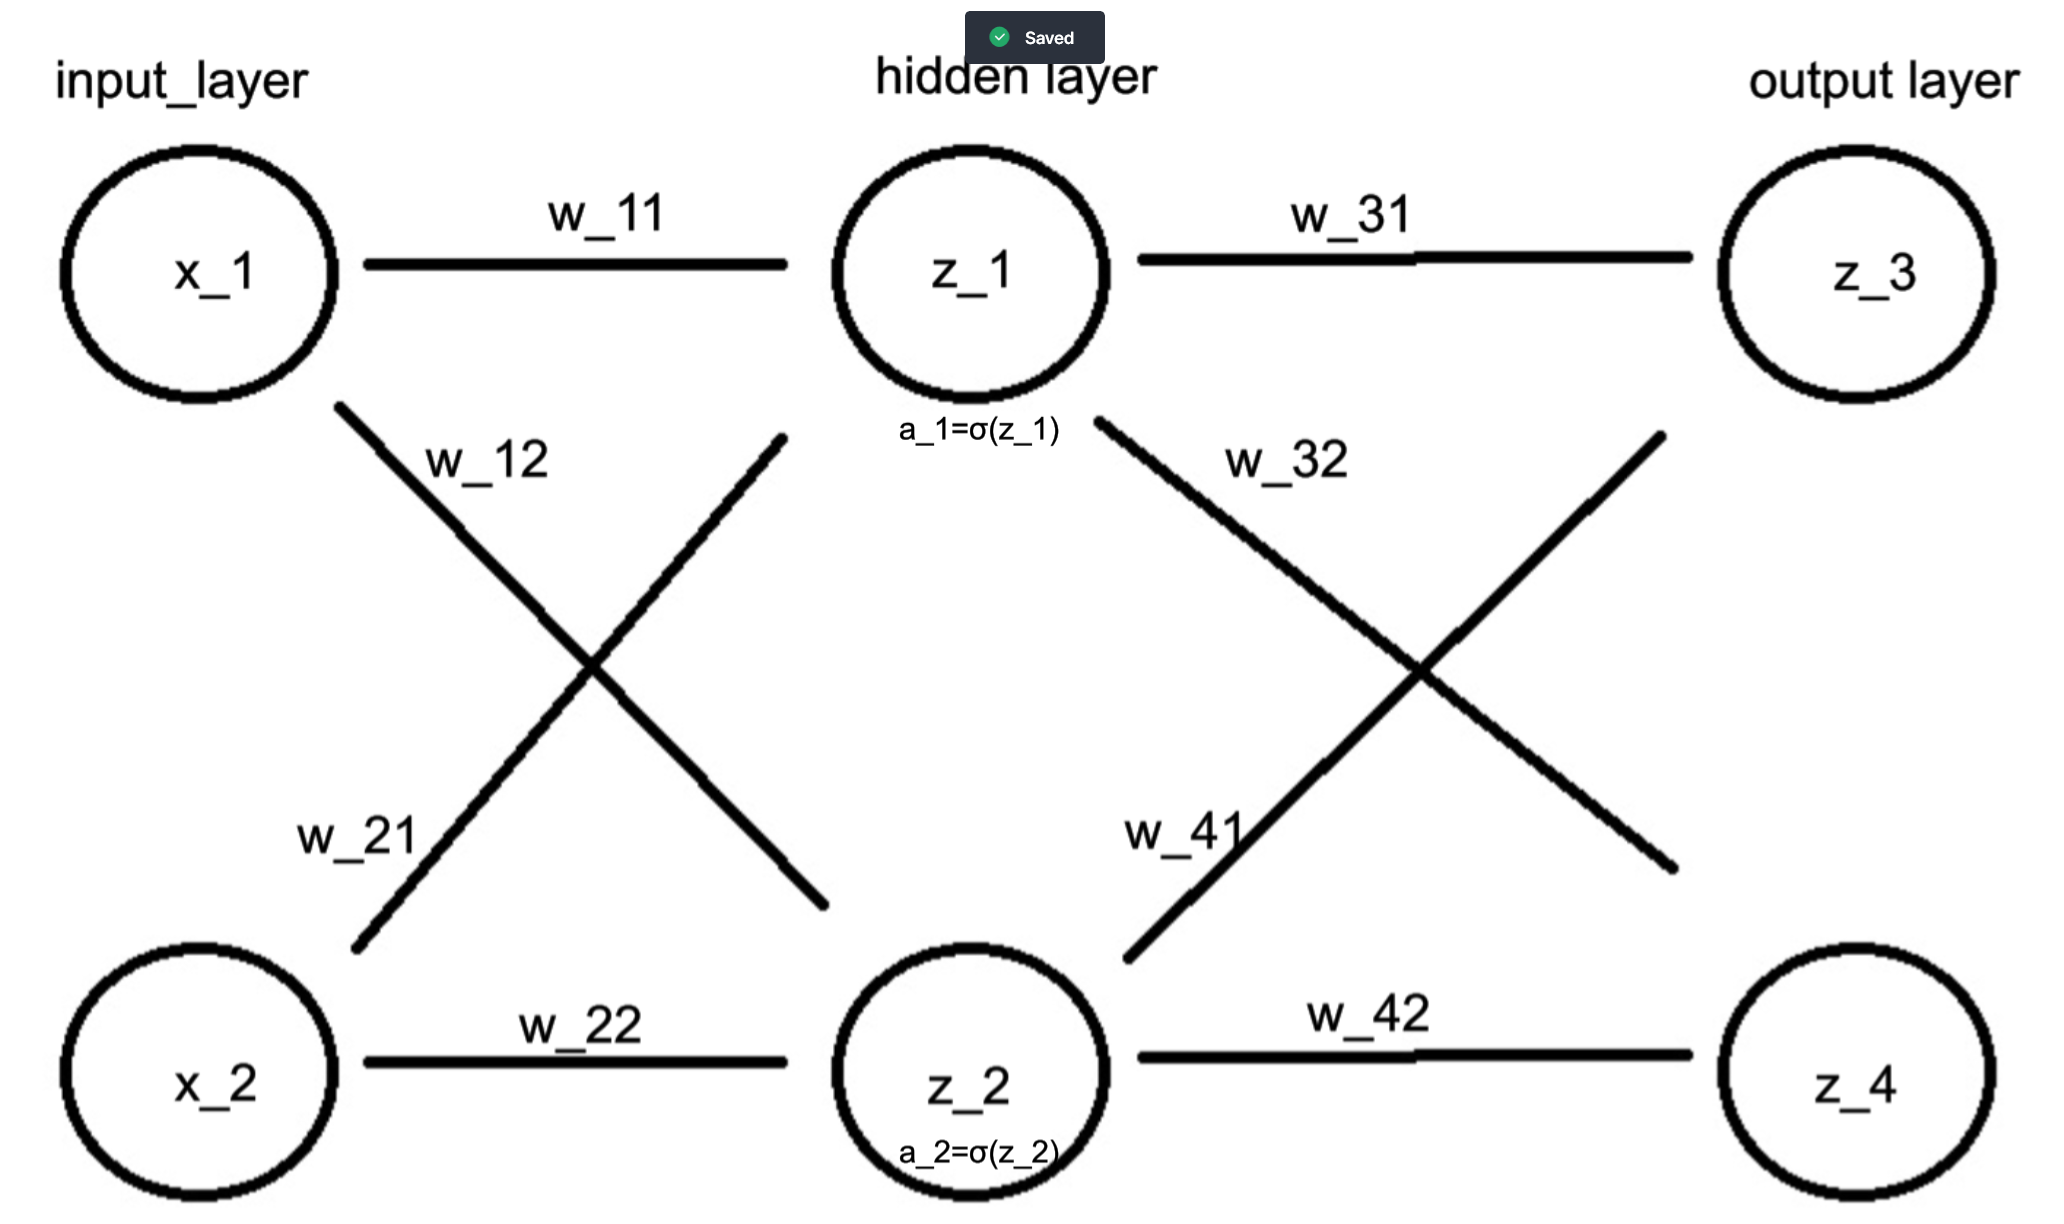 Saved
input_layer
hidden layer
output layer
w_11
w_31
x_1
z_1
z_3
a_1=σ(z_1)
w_12
w_32
w_21
w_41
w_22
w_42
x_2
z_2
z_4
a_2=σ(z_2)